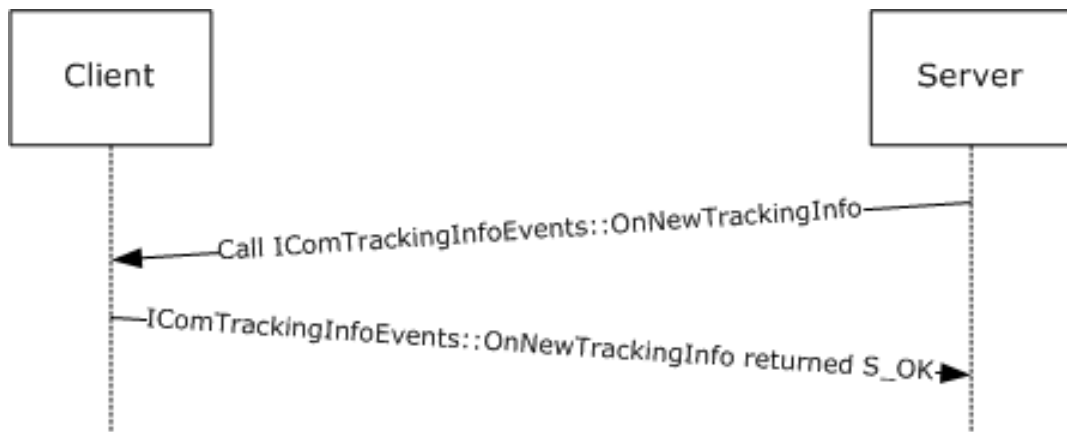 Client
Server
Call IComTrackingInfoEvents::OnNewTrackingInfo
IComTrackingInfoEvents::OnNewTrackingInfo returned S_OK